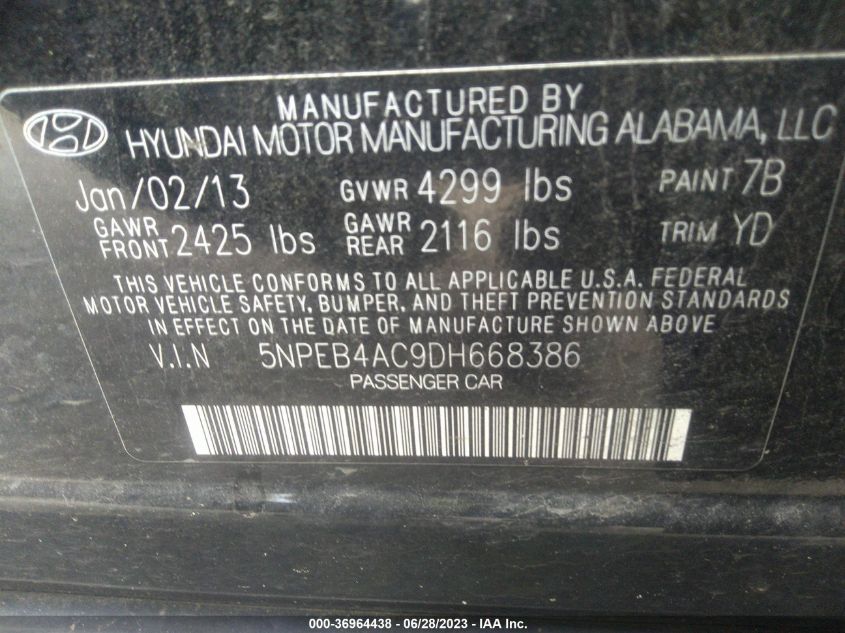 MANUFACTURED BY
HYUNDAI MOTOR MANUFACTURING ALABAMA, LLC
Jan/02/13 GVWR 4299 lbs PAINT 7B
GAWR FRONT 2425 lbs GAWR REAR 2116 lbs TRIM YD
THIS VEHICLE CONFORMS TO ALL APPLICABLE U.S.A. FEDERAL
MOTOR VEHICLE SAFETY, BUMPER, AND THEFT PREVENTION STANDARDS
IN EFFECT ON THE DATE OF MANUFACTURE SHOWN ABOVE.
V.I.N 5NPEB4AC9DH668386
PASSENGER CAR
000-36964438 - 06/28/2023 - IAA Inc.